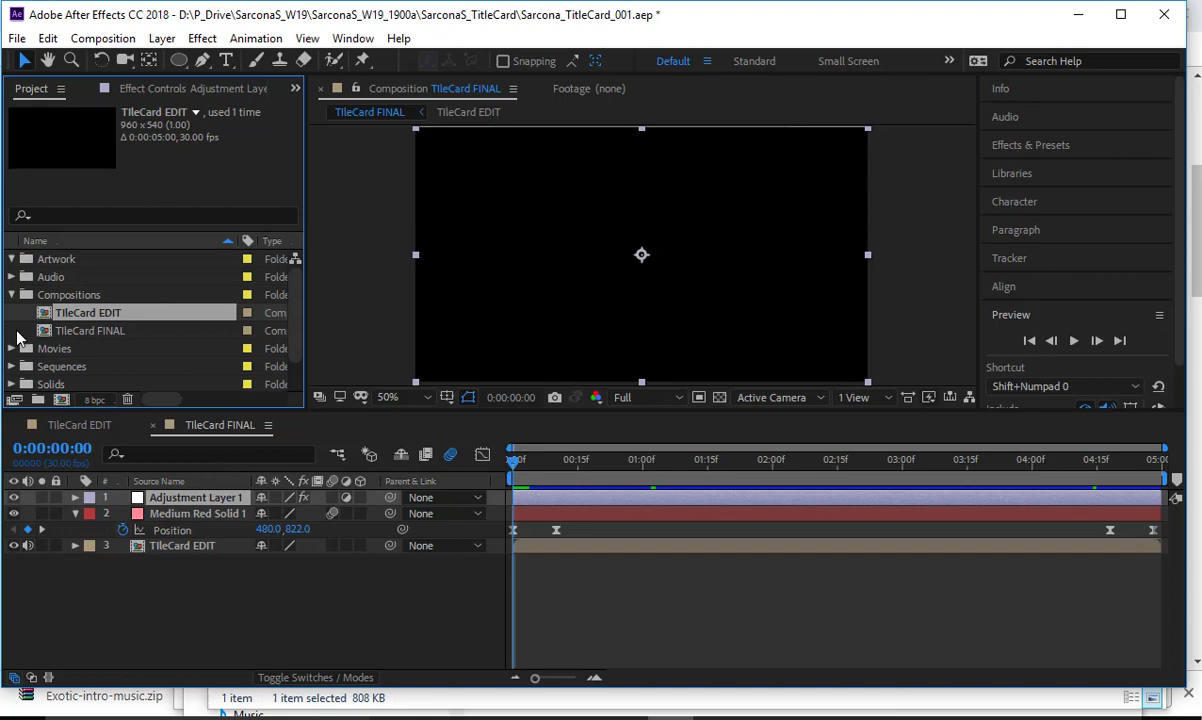 Adobe After Effects CC 2018 - D:\P_Drive\SarconaS_W19\SarconaS_W19_1900a\SarconaS_TitleCard\Sarcona_TitleCard_001.aep *
File Edit Composition Layer Effect Animation View Window Help
Snapping Default Standard Small Screen Search Help
Project Effect Controls Adjustment Laye Composition TIleCard FINAL Footage (none)
TIleCard EDIT , used 1 time
960 x 540 (1.00)
Δ 0:00:05:00, 30.00 fps
TIleCard FINAL TIleCard EDIT
Name Type
Artwork Folde
Audio Folde
Compositions Folde
TIleCard EDIT Com
TIleCard FINAL Com
Movies Folde
Sequences Folde
Solids Folde
8 bpc
50% 0:00:00:00 Full Active Camera 1 View
Info
Audio
Effects & Presets
Libraries
Character
Paragraph
Tracker
Align
Preview
Shortcut
Shift+Numpad 0
Include
TIleCard EDIT TIleCard FINAL
0:00:00:00
00000 (30.00 fps)
00:15f 01:00f 01:15f 02:00f 02:15f 03:00f 03:15f 04:00f 04:15f
# Source Name Parent & Link
1 Adjustment Layer 1 None
2 Medium Red Solid 1 None
Position 480.0,822.0
3 TIleCard EDIT None
Toggle Switches / Modes
Exotic-intro-music.zip 1 item 1 item selected 808 KB
Music